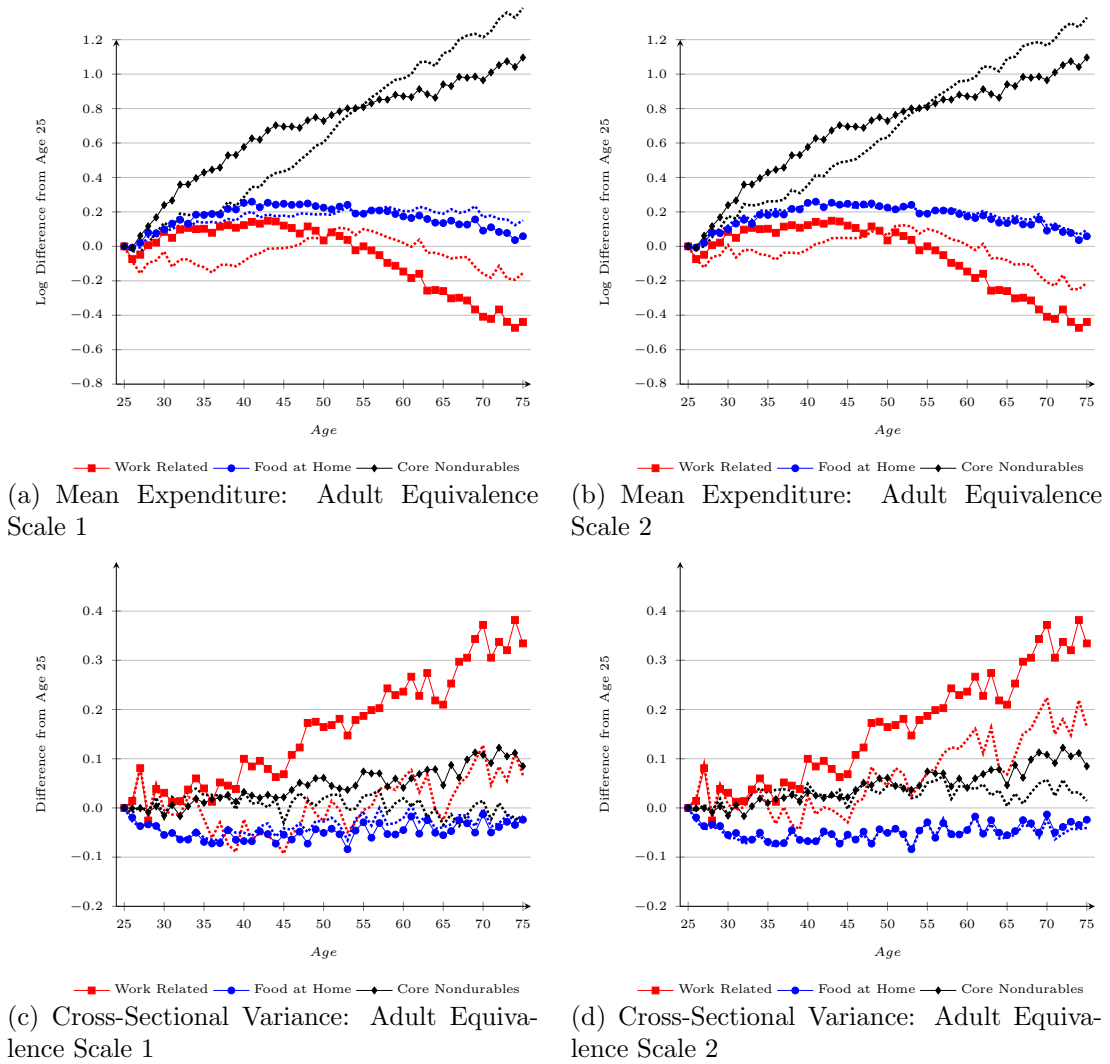 1.2
1.0
0.8
0.6
0.4
0.2
0.0
−0.2
−0.4
−0.6
−0.8
Log Difference from Age 25
25 30 35 40 45 50 55 60 65 70 75
Age
Work Related Food at Home Core Nondurables
(a) Mean Expenditure: Adult Equivalence
Scale 1
1.2
1.0
0.8
0.6
0.4
0.2
0.0
−0.2
−0.4
−0.6
−0.8
Log Difference from Age 25
25 30 35 40 45 50 55 60 65 70 75
Age
Work Related Food at Home Core Nondurables
(b) Mean Expenditure: Adult Equivalence
Scale 2
0.4
0.3
0.2
0.1
0.0
−0.1
−0.2
Difference from Age 25
25 30 35 40 45 50 55 60 65 70 75
Age
Work Related Food at Home Core Nondurables
(c) Cross-Sectional Variance: Adult Equiva-
lence Scale 1
0.4
0.3
0.2
0.1
0.0
−0.1
−0.2
Difference from Age 25
25 30 35 40 45 50 55 60 65 70 75
Age
Work Related Food at Home Core Nondurables
(d) Cross-Sectional Variance: Adult Equiva-
lence Scale 2